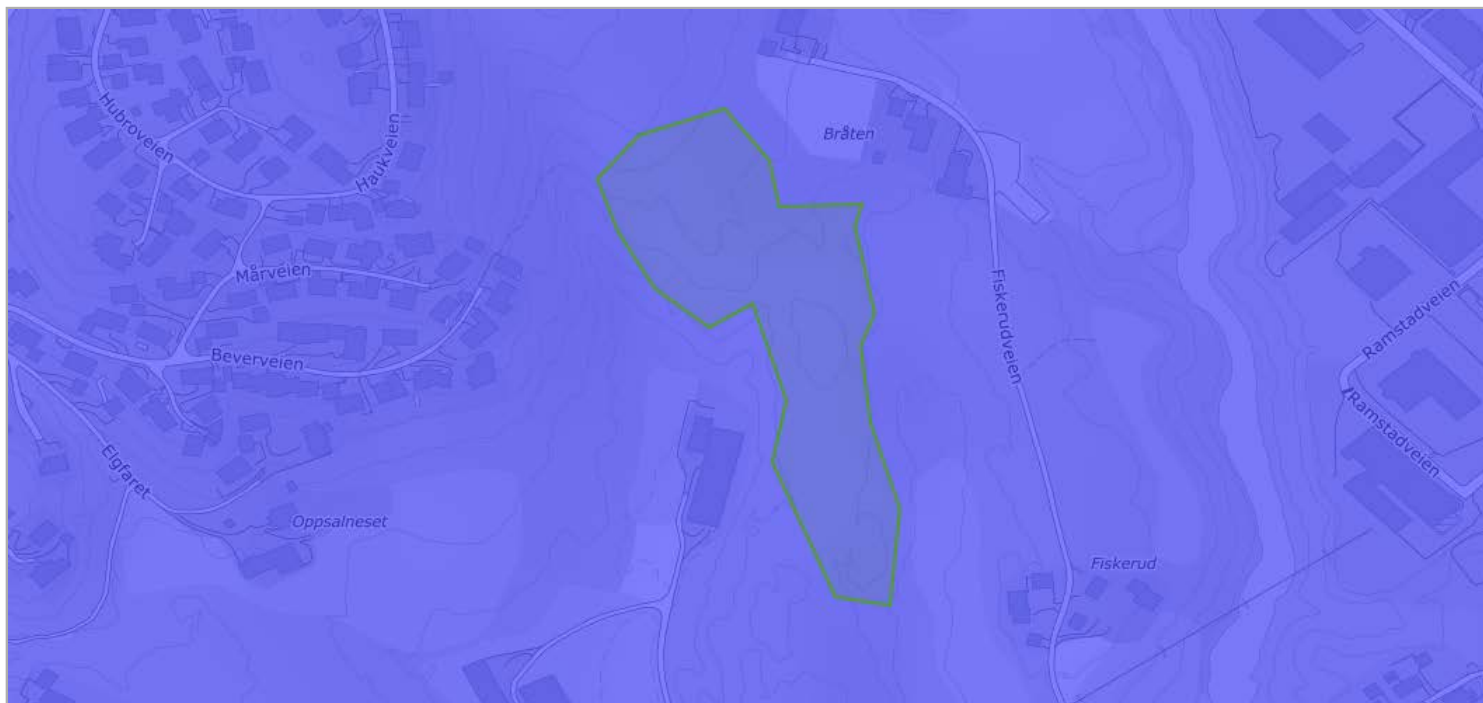 Bråten
Hubroveien
Haukveien
Mårveien
Fiskerudveien
Ramstadveien
Beverveien
Ramstadveien
Elgfaret
Oppsalneset
Fiskerud